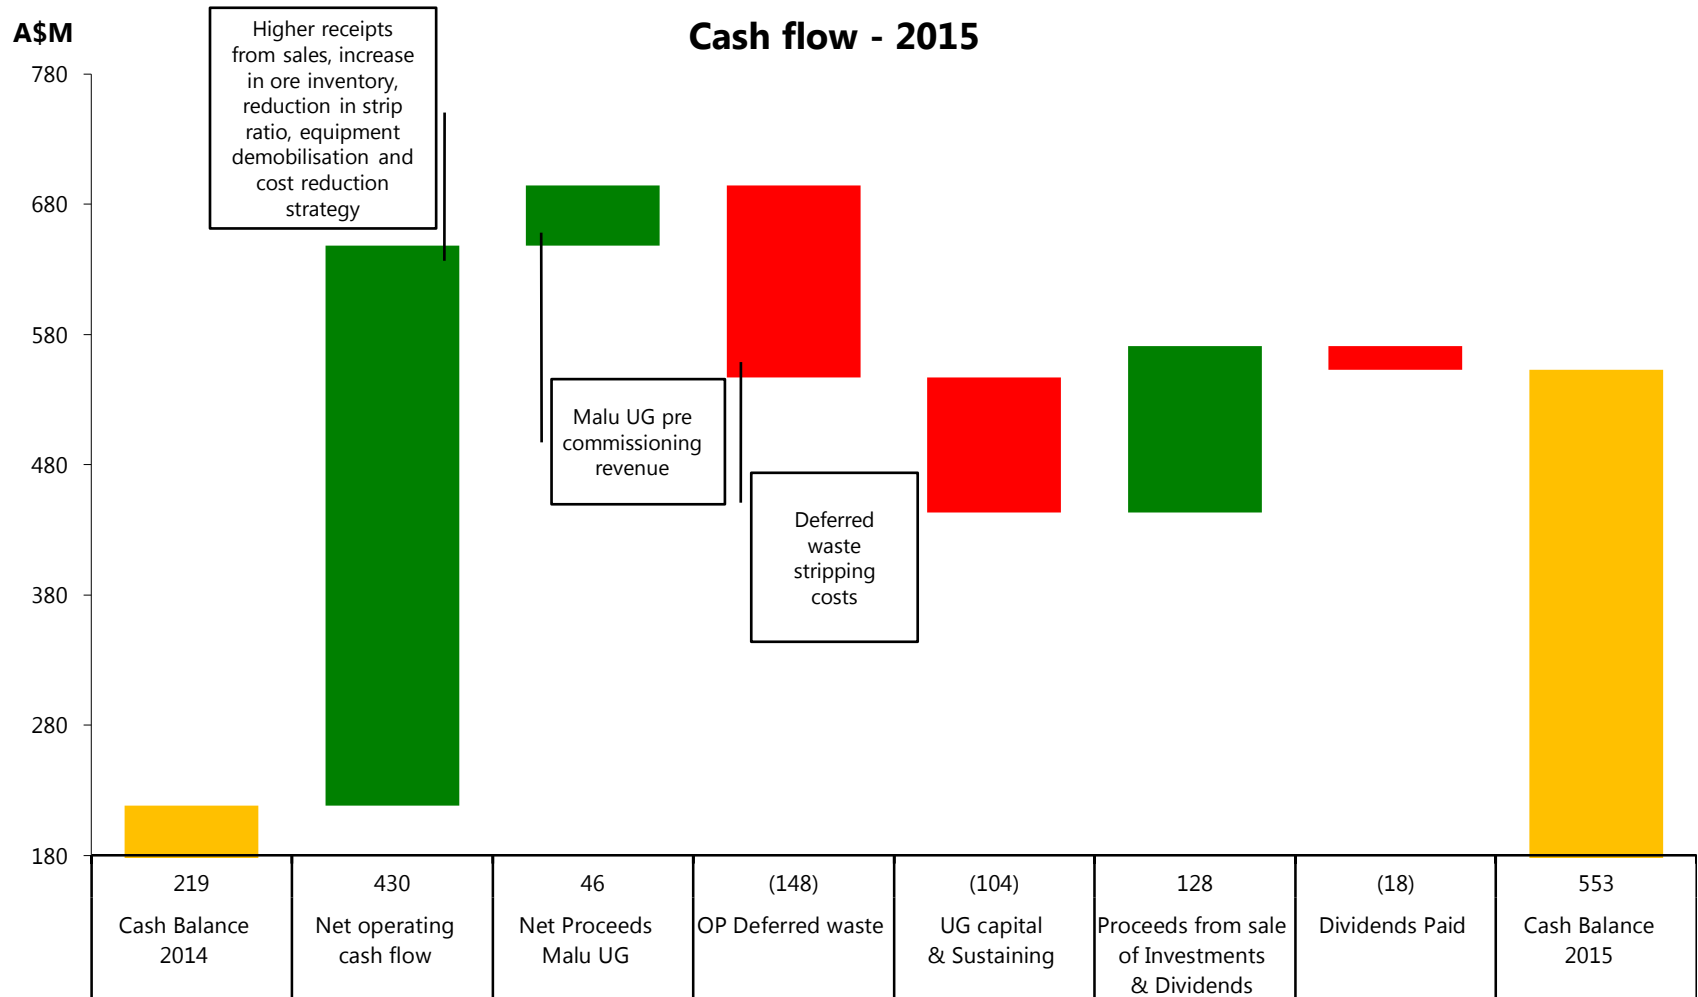 A$M
Cash flow - 2015
Higher receipts
from sales, increase
in ore inventory,
reduction in strip
ratio, equipment
demobilisation and
cost reduction
strategy
780
680
580
480
380
280
180
Malu UG pre
commissioning
revenue
Deferred
waste
stripping
costs
219
Cash Balance
2014
430
Net operating
cash flow
46
Net Proceeds
Malu UG
(148)
OP Deferred waste
(104)
UG capital
& Sustaining
128
Proceeds from sale
of Investments
& Dividends
(18)
Dividends Paid
553
Cash Balance
2015